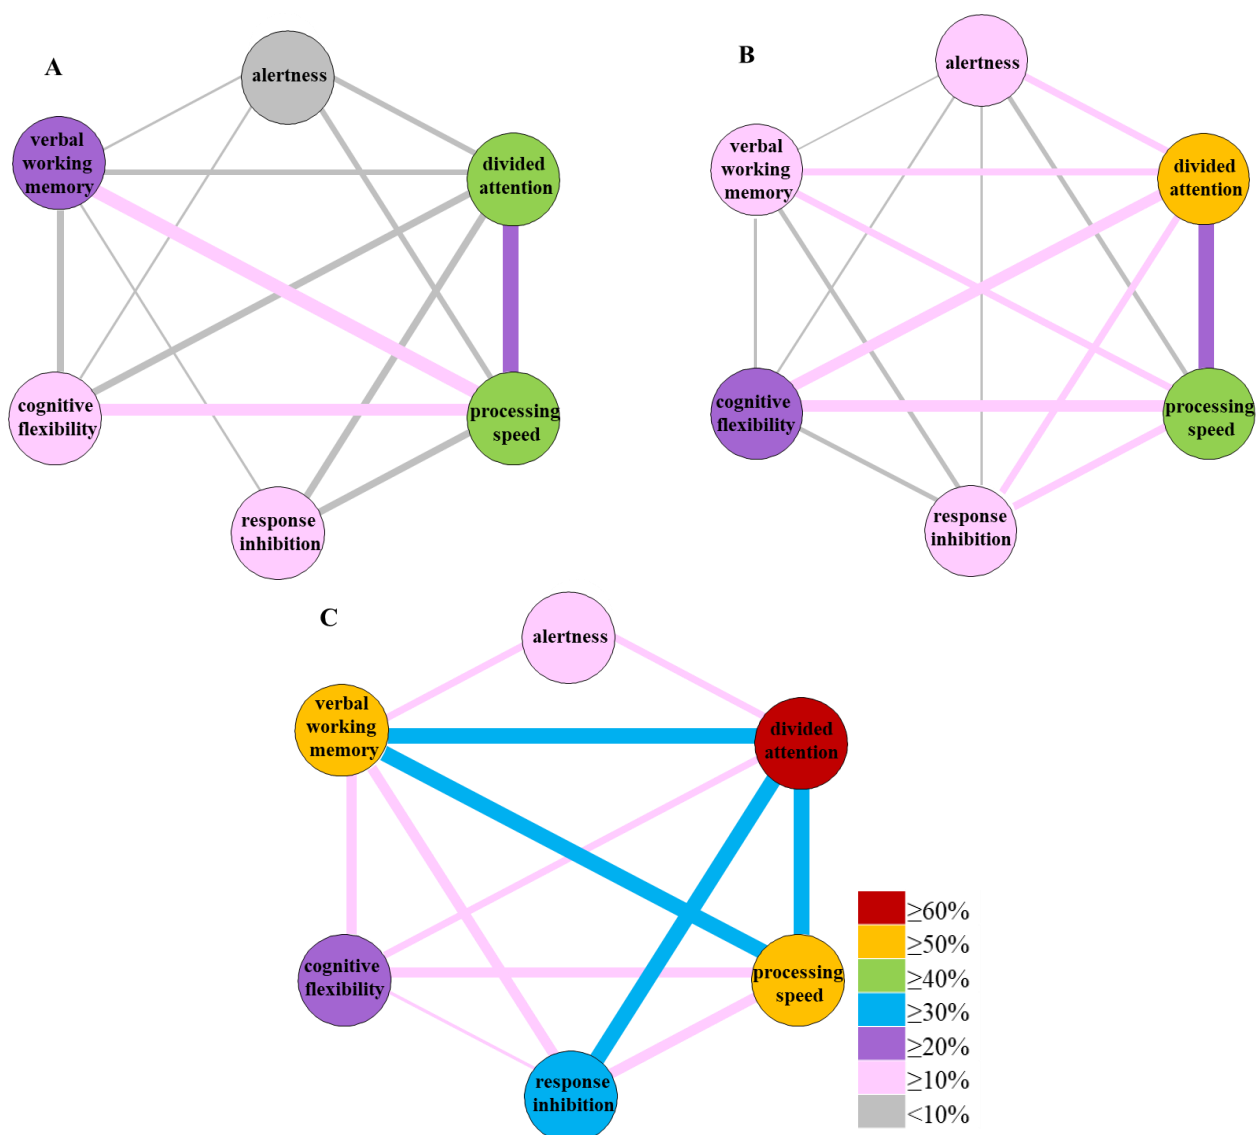 A
alertness
verbal
working
memory
divided
attention
cognitive
flexibility
processing
speed
response
inhibition
B
alertness
verbal
working
memory
divided
attention
cognitive
flexibility
processing
speed
response
inhibition
C
alertness
verbal
working
memory
divided
attention
cognitive
flexibility
processing
speed
response
inhibition
≥60%
≥50%
≥40%
≥30%
≥20%
≥10%
<10%